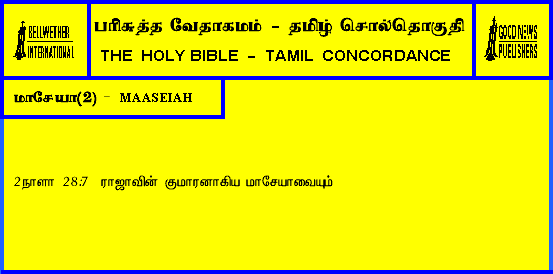 BELLWETHER
INTERNATIONAL
பரிசுத்த வேதாகமம் - தமிழ் சொல்தொகுதி
THE HOLY BIBLE - TAMIL CONCORDANCE
GOOD NEWS
PUBLISHERS
மாசேயா(2) - MAASEIAH
2நாளா 28:7 ராஜாவின் குமாரனாகிய மாசேயாவையும்